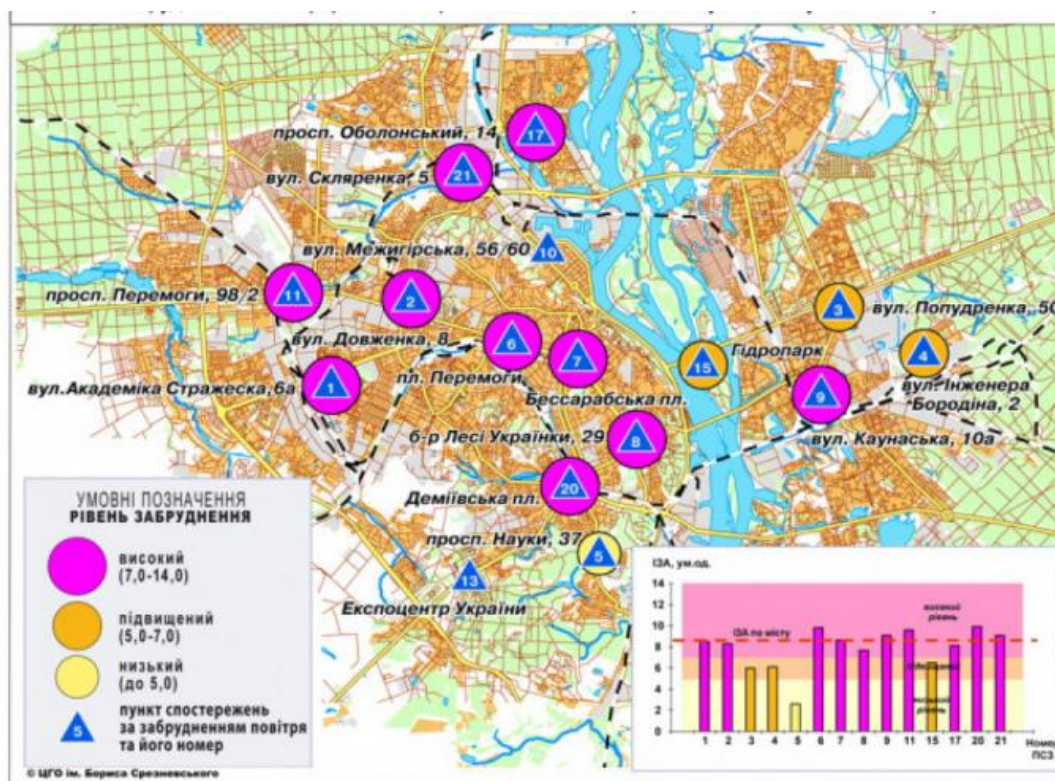 просп. Оболонський, 14
17
вул. Скляренка, 5
21
вул. Межигірська, 56/60
10
просп. Перемоги, 98/2
11
2
3
вул. Попудренка, 50
вул. Довженка, 8
6
7
15
Гідропарк
4
пл. Перемоги
вул.Академіка Стражеска,6а
1
Бессарабська пл.
9
вул. Інженера
Бородіна, 2
б-р Лесі Українки, 29
8
вул. Каунаська, 10а
Деміївська пл.
20
просп. Науки, 37
5
13
Експоцентр України
УМОВНІ ПОЗНАЧЕННЯ
РІВЕНЬ ЗАБРУДНЕННЯ
високий
(7,0-14,0)
підвищений
(5,0-7,0)
низький
(до 5,0)
5
пункт спостережень
за забрудненням повітря
та його номер
ІЗА, ум.од.
14
12
10
8
6
4
2
0
високий
рівень
ІЗА по місту
рівень
1 2 3 4 5 6 7 8 9 11 15 17 20 21
Номер
ПСЗ
© ЦГО ім. Бориса Срезневського